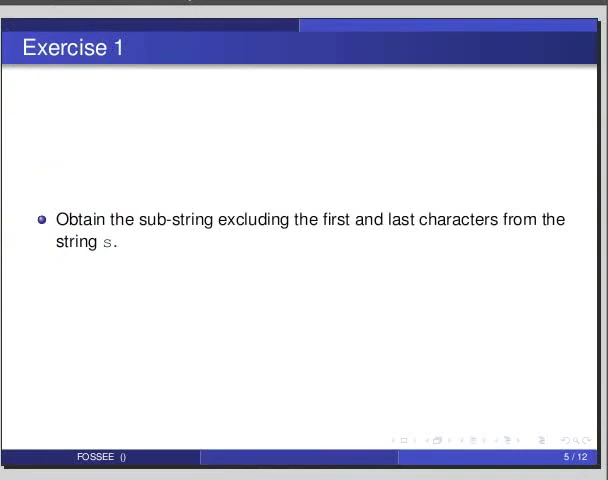 Exercise 1
Obtain the sub-string excluding the first and last characters from the
string s.
FOSSEE ()
5 / 12